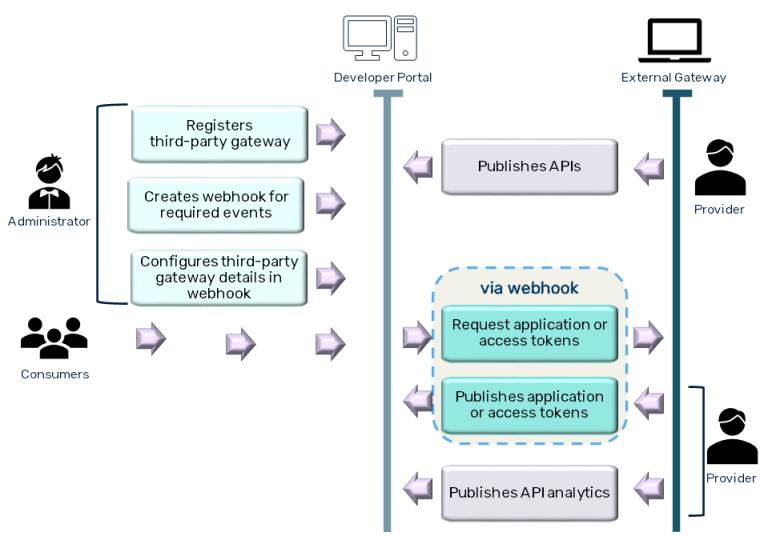 Developer Portal
External Gateway
Registers
third-party gateway
Publishes APIs
Creates webhook for
required events
Administrator
Provider
Configures third-party
gateway details in
webhook
via webhook
Request application or
access tokens
Consumers
Publishes application
or access tokens
Provider
Publishes API analytics